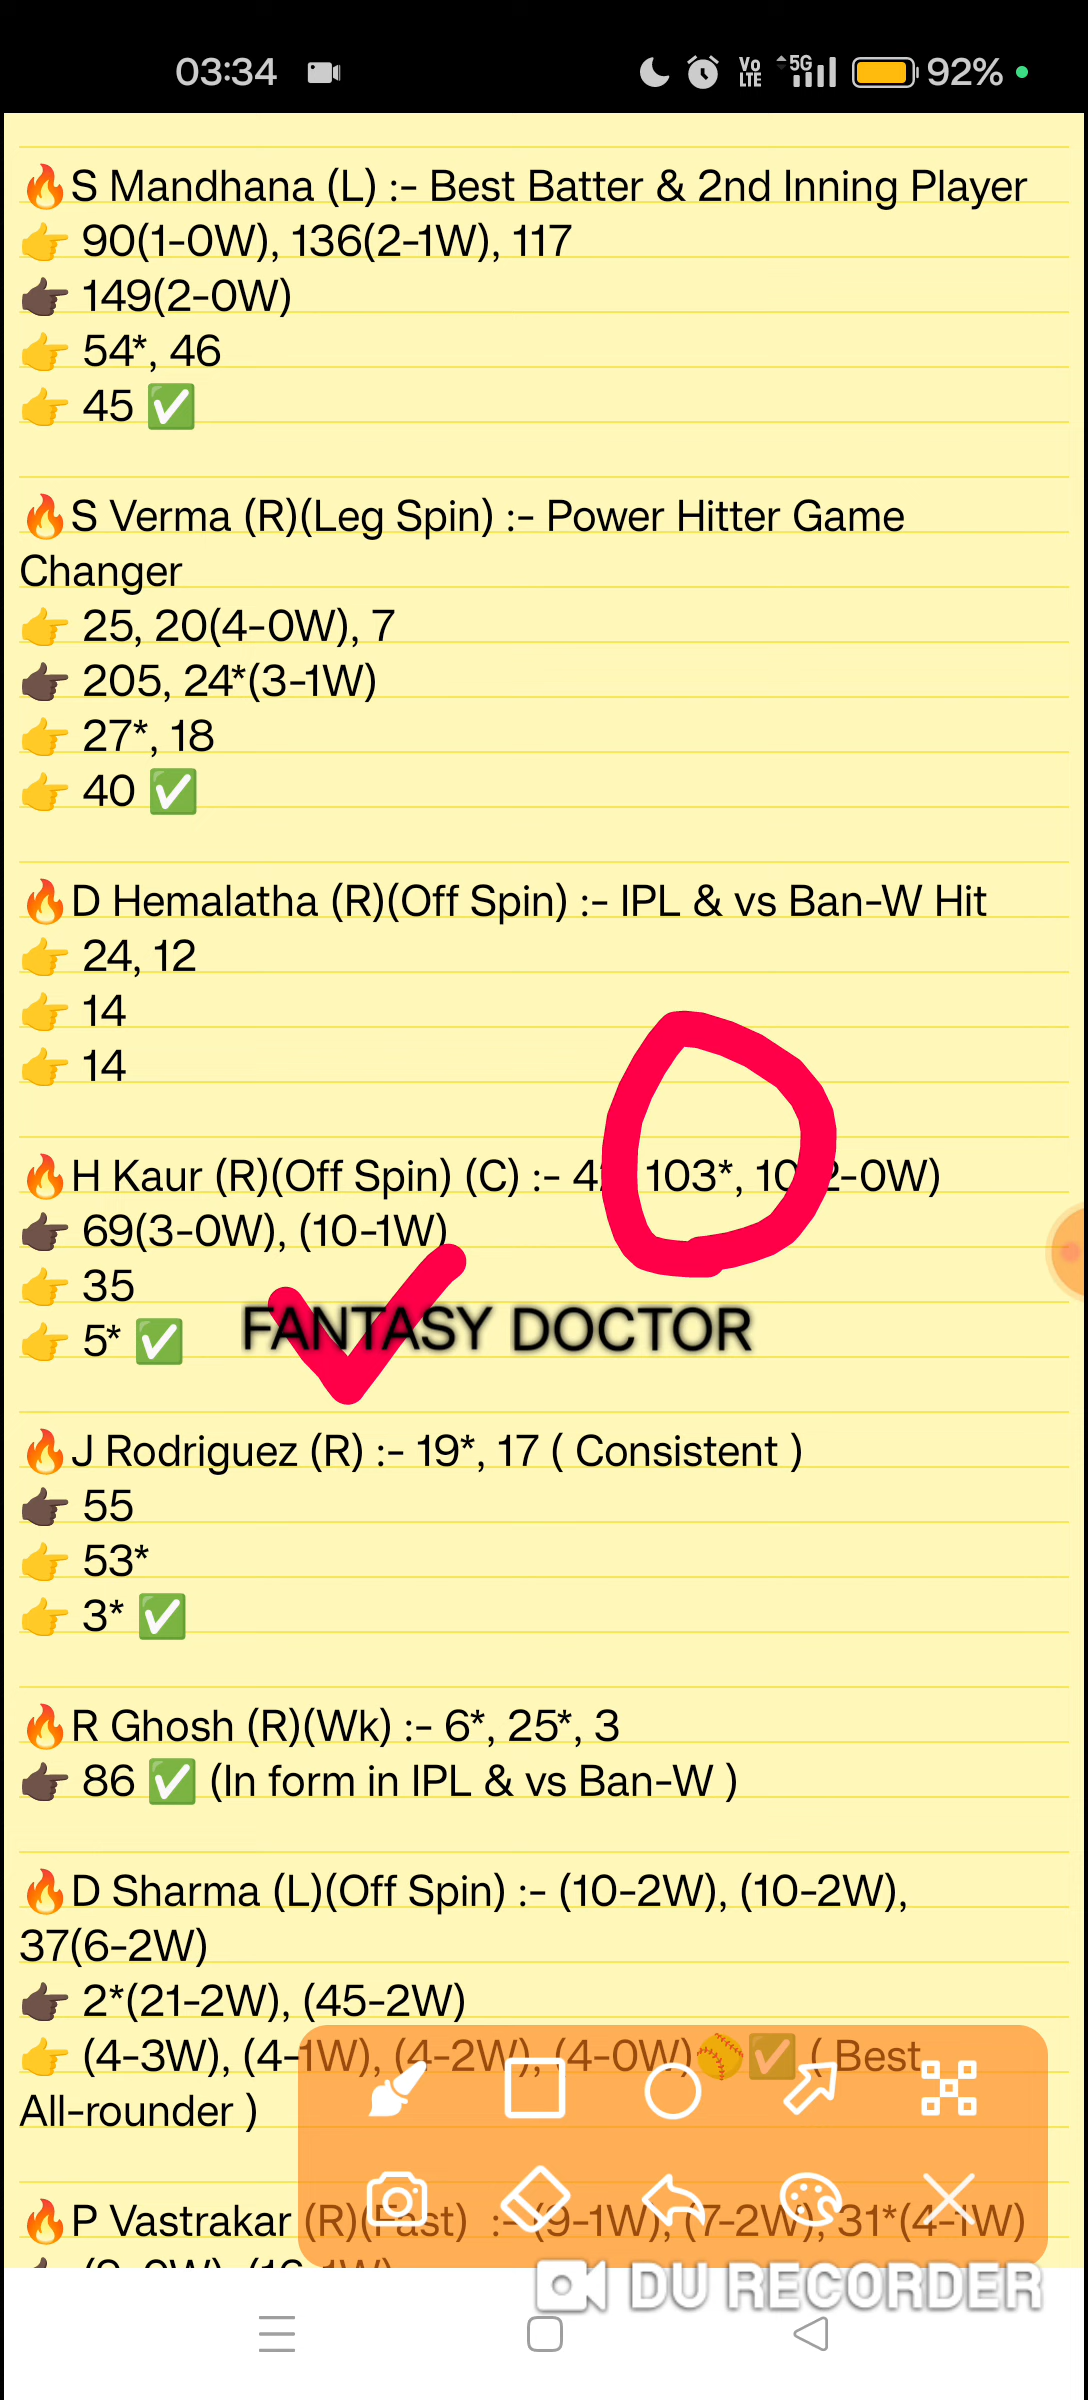 03:34 Vo LTE 5G 92%
🔥S Mandhana (L) :- Best Batter & 2nd Inning Player
👉 90(1-0W), 136(2-1W), 117
👉🏿 149(2-0W)
👉 54*, 46
👉 45 ✅
🔥S Verma (R)(Leg Spin) :- Power Hitter Game
Changer
👉 25, 20(4-0W), 7
👉🏿 205, 24*(3-1W)
👉 27*, 18
👉 40 ✅
🔥D Hemalatha (R)(Off Spin) :- IPL & vs Ban-W Hit
👉 24, 12
👉 14
👉 14
🔥H Kaur (R)(Off Spin) (C) :- 103*, -0W)
👉🏿 69(3-0W), (10-1W)
👉 35
👉 5* ✅
FANTASY DOCTOR
🔥J Rodriguez (R) :- 19*, 17 ( Consistent )
👉🏿 55
👉 53*
👉 3* ✅
🔥R Ghosh (R)(Wk) :- 6*, 25*, 3
👉🏿 86 ✅ (In form in IPL & vs Ban-W )
🔥D Sharma (L)(Off Spin) :- (10-2W), (10-2W),
37(6-2W)
👉🏿 2*(21-2W), (45-2W)
👉 (4-3W), (4-1W), (4-2W), (4-0W)🥎✅ ( Best
All-rounder )
🔥P Vastrakar (R)(Fast) :- (9-1W), (7-2W), 31*(4-1W)
DU RECORDER